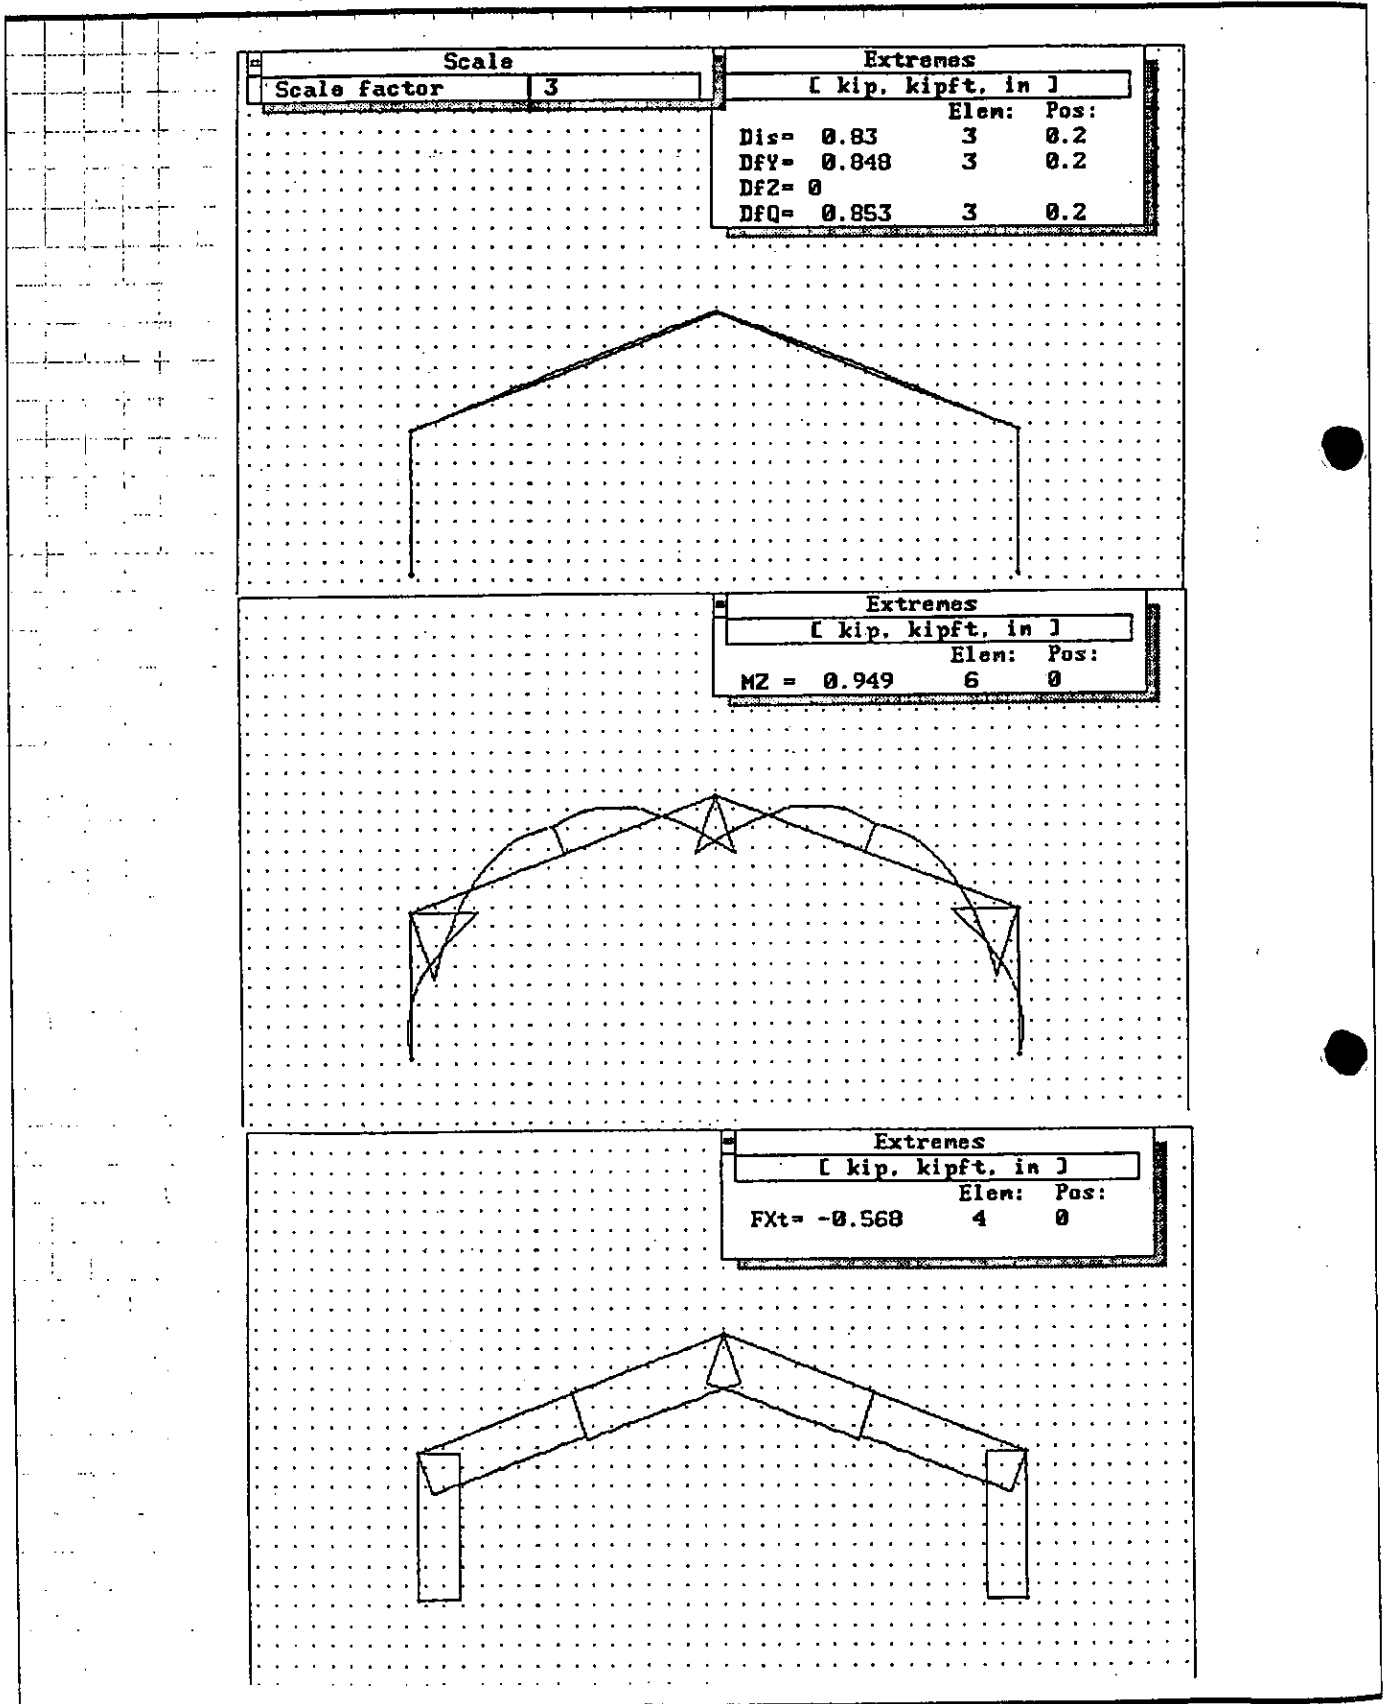 Scale
Scale factor 3
Extremes
[ kip, kipft, in ]
Elem: Pos:
Dis= 0.83 3 0.2
DfY= 0.848 3 0.2
DfZ= 0
DfQ= 0.853 3 0.2
Extremes
[ kip, kipft, in ]
Elem: Pos:
MZ = 0.949 6 0
Extremes
[ kip, kipft, in ]
Elem: Pos:
FXt= -0.568 4 0